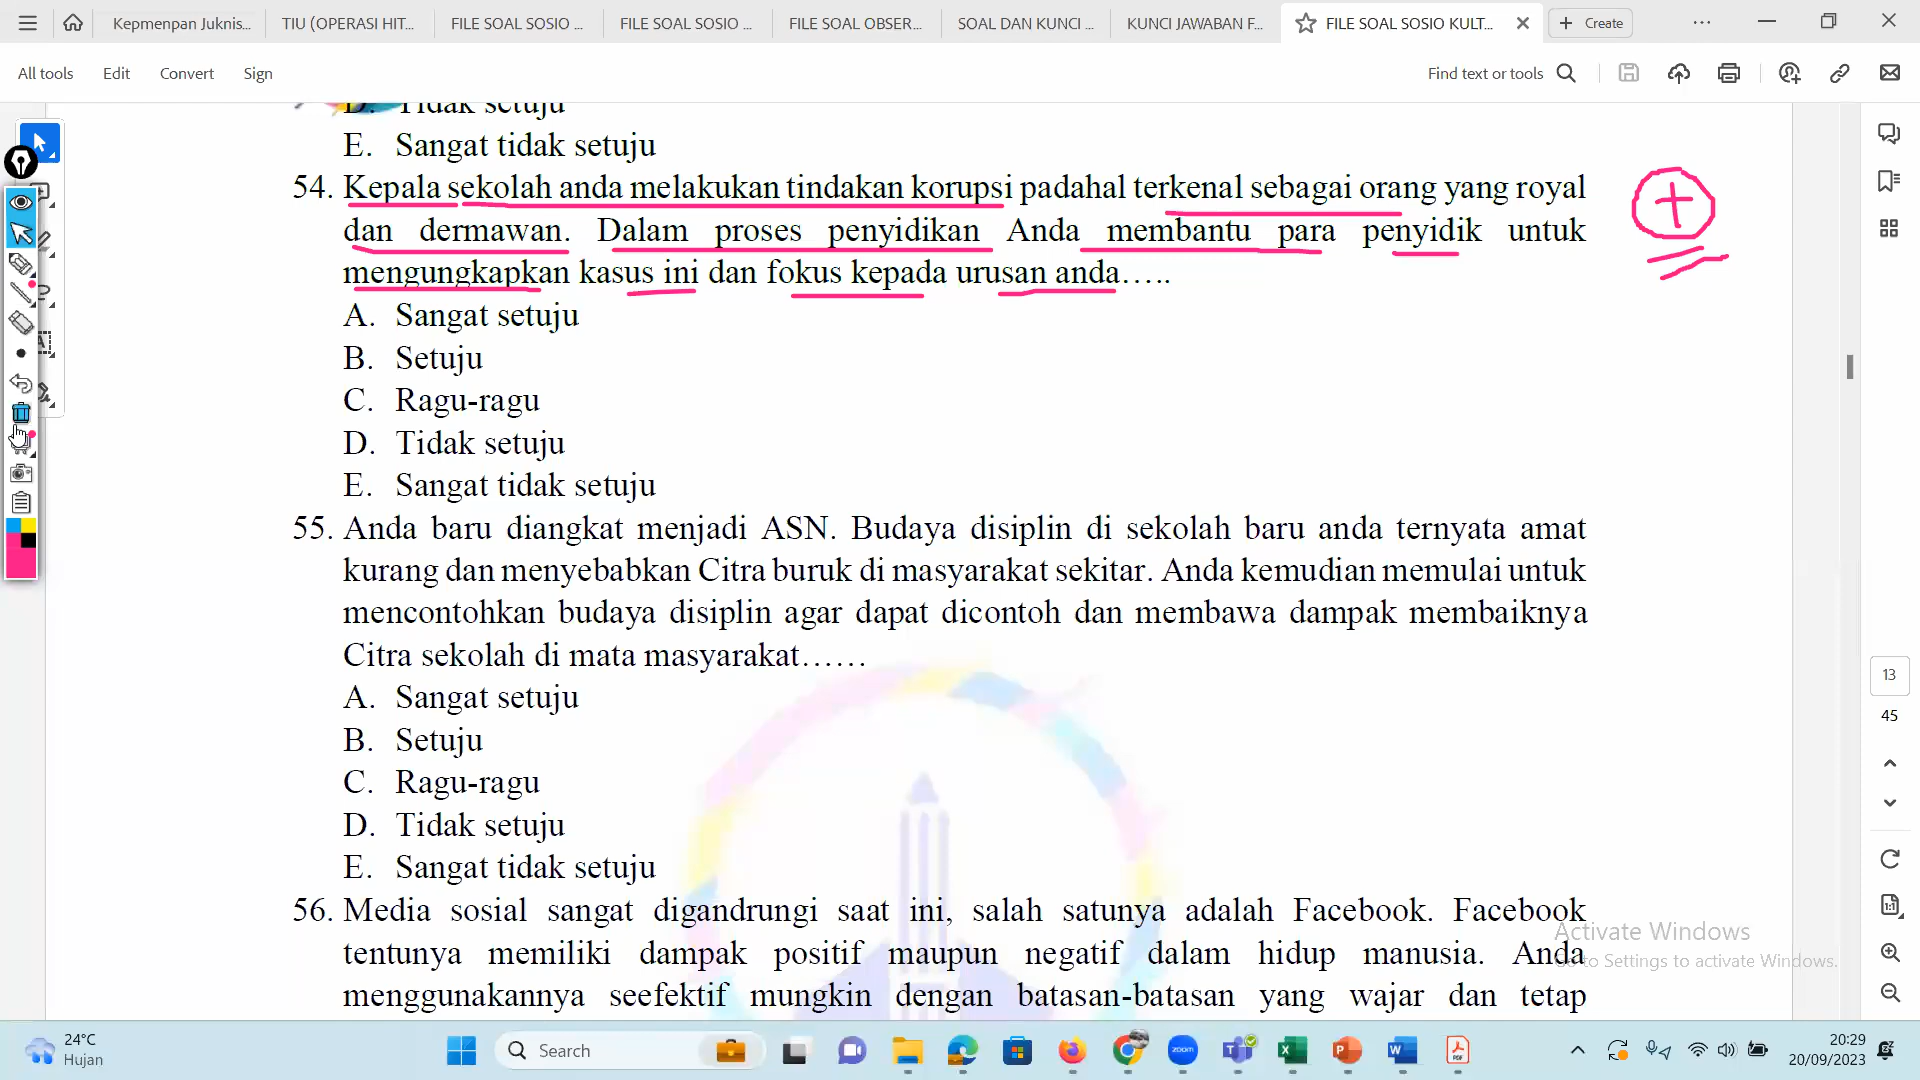 Kepmenpan Juknis... TIU (OPERASI HIT... FILE SOAL SOSIO ... FILE SOAL SOSIO ... FILE SOAL OBSER... SOAL DAN KUNCI ... KUNCI JAWABAN F... FILE SOAL SOSIO KULT... Create
All tools Edit Convert Sign Find text or tools
D. Tidak setuju
E. Sangat tidak setuju
54. Kepala sekolah anda melakukan tindakan korupsi padahal terkenal sebagai orang yang royal
dan dermawan. Dalam proses penyidikan Anda membantu para penyidik untuk
mengungkapkan kasus ini dan fokus kepada urusan anda.....
A. Sangat setuju
B. Setuju
C. Ragu-ragu
D. Tidak setuju
E. Sangat tidak setuju
55. Anda baru diangkat menjadi ASN. Budaya disiplin di sekolah baru anda ternyata amat
kurang dan menyebabkan Citra buruk di masyarakat sekitar. Anda kemudian memulai untuk
mencontohkan budaya disiplin agar dapat dicontoh dan membawa dampak membaiknya
Citra sekolah di mata masyarakat……
A. Sangat setuju
B. Setuju
C. Ragu-ragu
D. Tidak setuju
E. Sangat tidak setuju
56. Media sosial sangat digandrungi saat ini, salah satunya adalah Facebook. Facebook
tentunya memiliki dampak positif maupun negatif dalam hidup manusia. Anda
menggunakannya seefektif mungkin dengan batasan-batasan yang wajar dan tetap
13
45
Activate Windows
Go to Settings to activate Windows.
24°C
Hujan
Search
zoom
20:29
20/09/2023